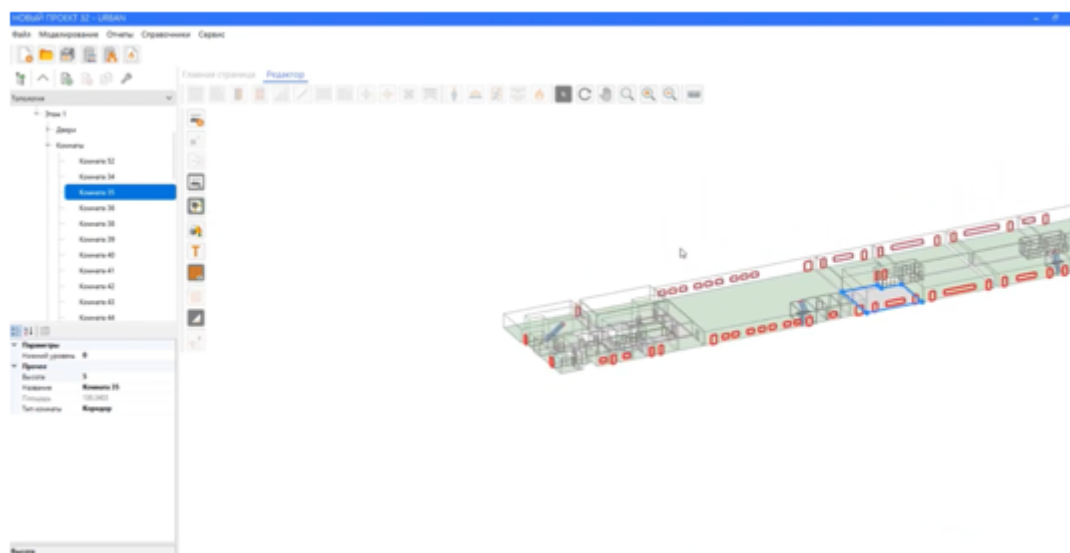 НОВЫЙ ПРОЕКТ 32 - URBAN
Файл Моделирование Отчеты Справочники Сервис
Главная страница Редактор
Топология
Этаж 1
Двери
Комнаты
Комната 32
Комната 34
Комната 35
Комната 36
Комната 38
Комната 39
Комната 40
Комната 41
Комната 42
Комната 43
Комната 44
Параметры
Нижний уровень 0
Прочее
Высота 5
Название Комната 35
Площадь
Тип комнаты Коридор
Высота